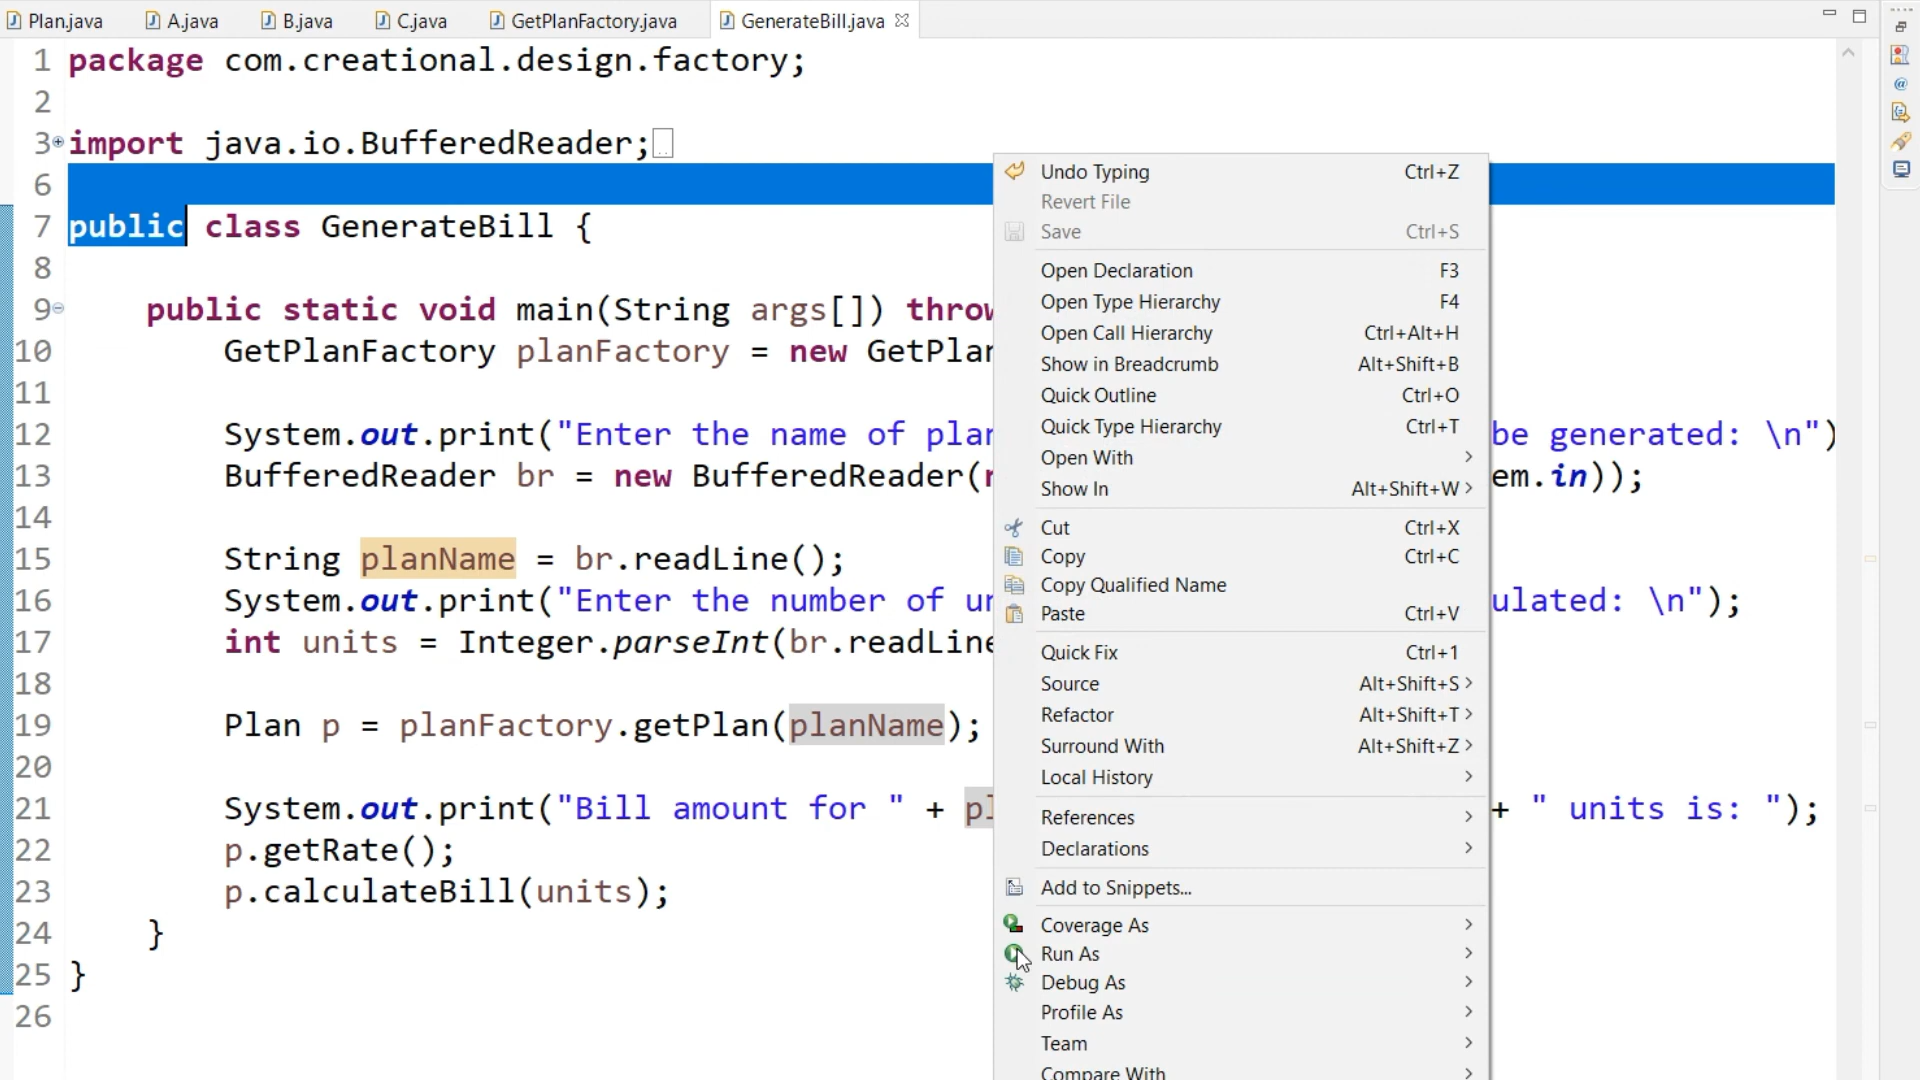 Plan.java A.java B.java C.java GetPlanFactory.java GenerateBill.java
1 package com.creational.design.factory;
2
3 import java.io.BufferedReader;
6
7 public class GenerateBill {
8
9 public static void main(String args[]) throw
10 GetPlanFactory planFactory = new GetPlan
11
12 System.out.print("Enter the name of plan be generated: \n")
13 BufferedReader br = new BufferedReader( em.in));
14
15 String planName = br.readLine();
16 System.out.print("Enter the number of un ulated: \n");
17 int units = Integer.parseInt(br.readLine
18
19 Plan p = planFactory.getPlan(planName);
20
21 System.out.print("Bill amount for " + pl + " units is: ");
22 p.getRate();
23 p.calculateBill(units);
24 }
25 }
26
Undo Typing Ctrl+Z
Revert File
Save Ctrl+S
Open Declaration F3
Open Type Hierarchy F4
Open Call Hierarchy Ctrl+Alt+H
Show in Breadcrumb Alt+Shift+B
Quick Outline Ctrl+O
Quick Type Hierarchy Ctrl+T
Open With
Show In Alt+Shift+W
Cut Ctrl+X
Copy Ctrl+C
Copy Qualified Name
Paste Ctrl+V
Quick Fix Ctrl+1
Source Alt+Shift+S
Refactor Alt+Shift+T
Surround With Alt+Shift+Z
Local History
References
Declarations
Add to Snippets...
Coverage As
Run As
Debug As
Profile As
Team
Compare With